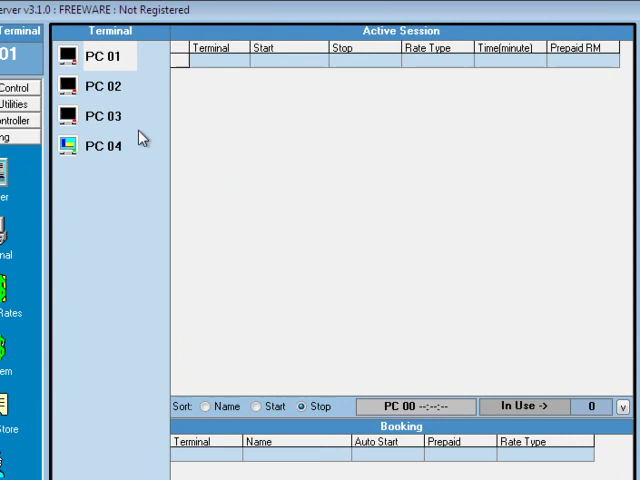 erver v3.1.0 : FREEWARE : Not Registered
Terminal
01
Control
Utilities
ontroller
ng
er
nal
Rates
em
Store
Terminal
PC 01
PC 02
PC 03
PC 04
Active Session
Terminal Start Stop Rate Type Time(minute) Prepaid RM
Sort: Name Start Stop PC 00 --:--:-- In Use -> 0 v
Booking
Terminal Name Auto Start Prepaid Rate Type